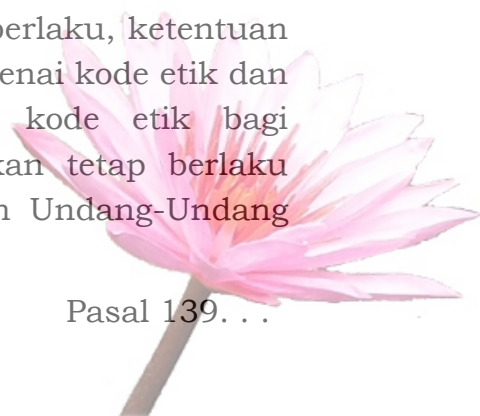 berlaku, ketentuan
enai kode etik dan
kode etik bagi
kan tetap berlaku
n Undang-Undang
Pasal 139. . .